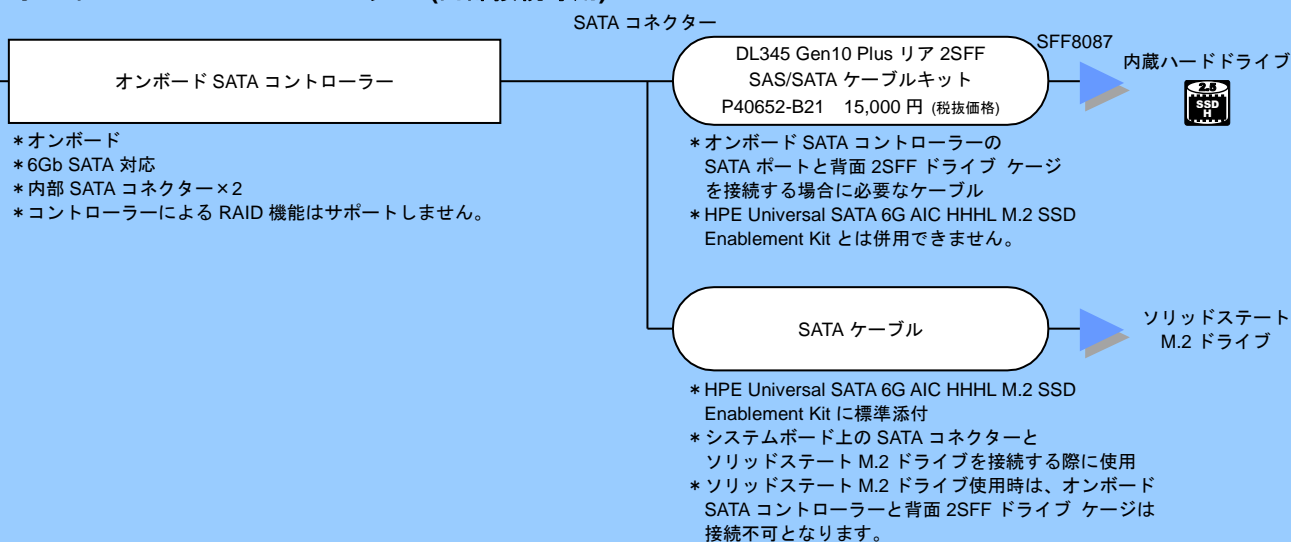 SATA コネクター
オンボード SATA コントローラー
＊オンボード
＊6Gb SATA 対応
＊内部 SATA コネクター×2
＊コントローラーによる RAID 機能はサポートしません。
DL345 Gen10 Plus リア 2SFF
SAS/SATA ケーブルキット
P40652-B21 15,000 円 (税抜価格)
SFF8087
内蔵ハードドライブ
2.5
SSD
H
＊オンボード SATA コントローラーの
SATA ポートと背面 2SFF ドライブ ケージ
を接続する場合に必要なケーブル
＊HPE Universal SATA 6G AIC HHHL M.2 SSD
Enablement Kit とは併用できません。
SATA ケーブル
ソリッドステート
M.2 ドライブ
＊HPE Universal SATA 6G AIC HHHL M.2 SSD
Enablement Kit に標準添付
＊システムボード上の SATA コネクターと
ソリッドステート M.2 ドライブを接続する際に使用
＊ソリッドステート M.2 ドライブ使用時は、オンボード
SATA コントローラーと背面 2SFF ドライブ ケージは
接続不可となります。